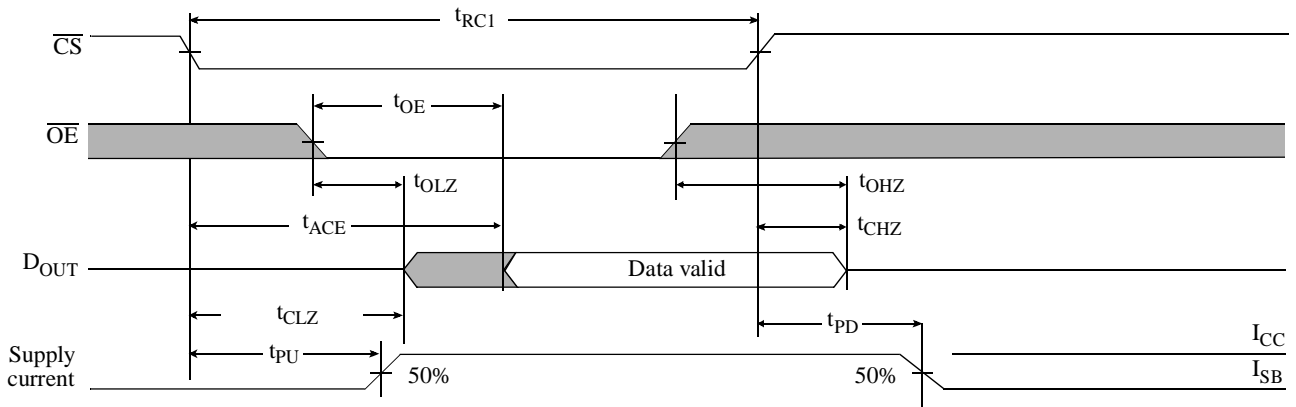 tRC1
CS
tOE
OE
tOLZ
tOHZ
tACE
tCHZ
DOUT
Data valid
tCLZ
tPD
tPU
ICC
Supply
current
50%
50%
ISB